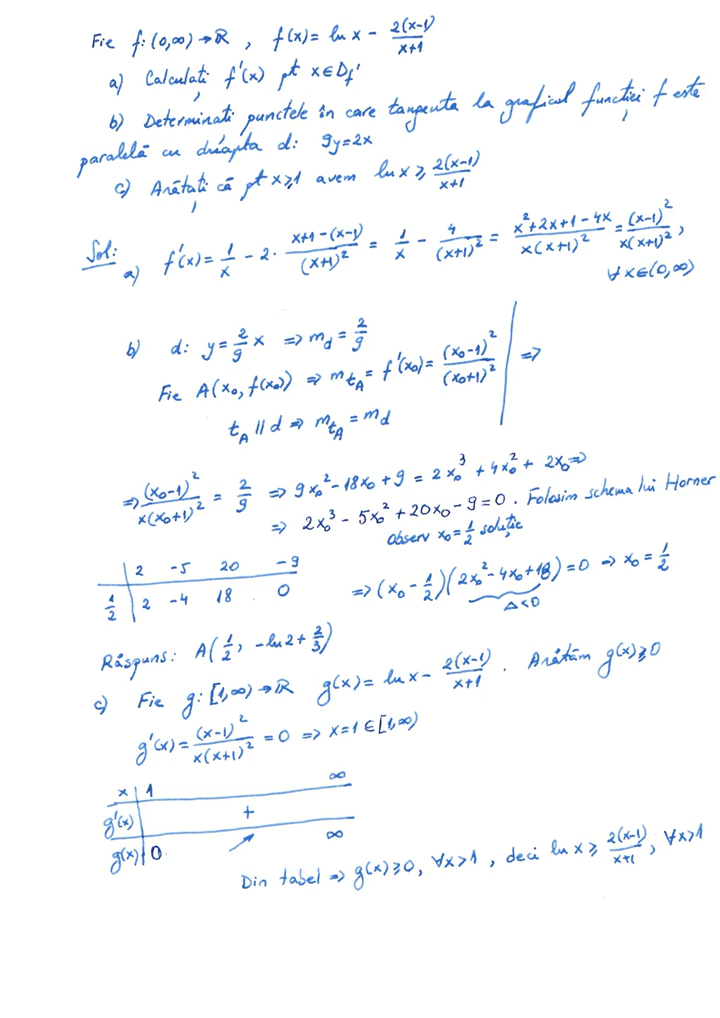 Fie f: (0,∞) → ℝ , f(x) = ln x - 2(x-1)/(x+1)
a) Calculați f'(x) pt x∈D_f'
b) Determinați punctele în care tangenta la graficul funcției f este
paralelă cu dreapta d: 9y=2x
c) Arătați că pt x⩾1 avem ln x ⩾ 2(x-1)/(x+1)
Sol:
a) f'(x) = 1/x - 2 · (x+1-(x-1))/(x+1)² = 1/x - 4/(x+1)² = (x²+2x+1-4x)/(x(x+1)²) = (x-1)²/(x(x+1)²),
∀x∈(0,∞)
b) d: y = 2/9 x ⇒ m_d = 2/9
Fie A(x₀, f(x₀)) ⇒ m_{t_A} = f'(x₀) = (x₀-1)²/(x₀+1)² | ⇒
t_A ∥ d ⇒ m_{t_A} = m_d
⇒ (x₀-1)²/(x(x₀+1)²) = 2/9 ⇒ 9x₀² - 18x₀ + 9 = 2x₀³ + 4x₀² + 2x₀ ⇒
⇒ 2x₀³ - 5x₀² + 20x₀ - 9 = 0. Folosim schema lui Horner
Observ x₀ = 1/2 soluție
| 2 -5 20 -9
1/2 | 2 -4 18 0 ⇒ (x₀ - 1/2)(2x₀² - 4x₀ + 18) = 0 ⇒ x₀ = 1/2
Δ<0
Răspuns: A(1/2, -ln2 + 2/3)
c) Fie g: [1,∞) → ℝ g(x) = ln x - 2(x-1)/(x+1). Arătăm g(x)⩾0
g'(x) = (x-1)²/(x(x+1)²) = 0 ⇒ x=1 ∈ [1,∞)
x | 1 ∞
g'(x) | +
g(x) | 0 ↗ ∞
Din tabel ⇒ g(x)⩾0, ∀x>1, deci ln x ⩾ 2(x-1)/(x+1), ∀x>1